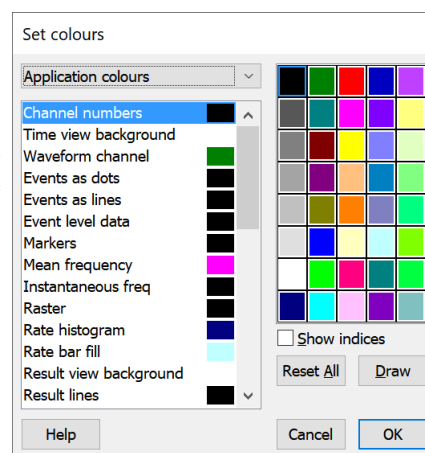 Set colours
Application colours
Channel numbers
Time view background
Waveform channel
Events as dots
Events as lines
Event level data
Markers
Mean frequency
Instantaneous freq
Raster
Rate histogram
Rate bar fill
Result view background
Result lines
Show indices
Reset All
Draw
Help
Cancel
OK